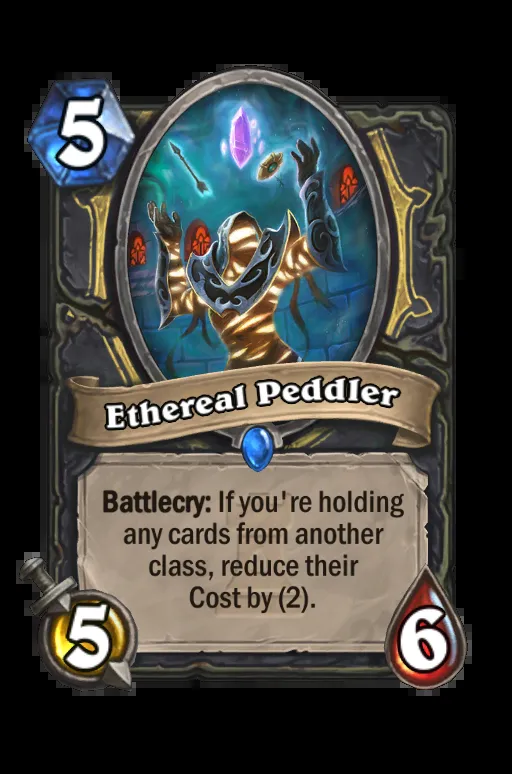 5
Ethereal Peddler
Battlecry: If you're holding
any cards from another
class, reduce their
Cost by (2).
5
6